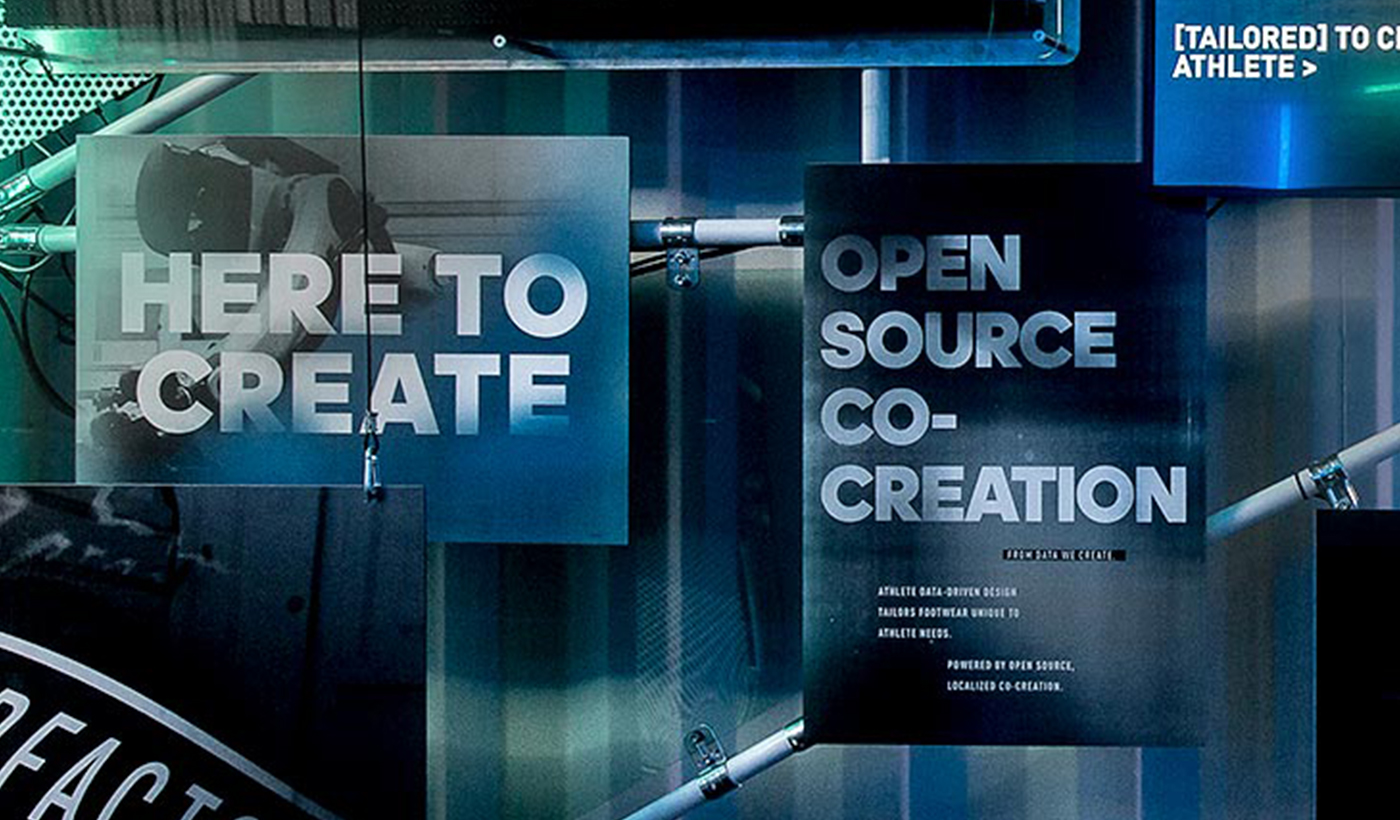 [TAILORED] TO
ATHLETE >
HERE TO
CREATE
OPEN
SOURCE
CO-
CREATION
FROM DATA WE CREATE.
ATHLETE DATA-DRIVEN DESIGN
TAILORS FOOTWEAR UNIQUE TO
ATHLETE NEEDS.
POWERED BY OPEN SOURCE,
LOCALIZED CO-CREATION.